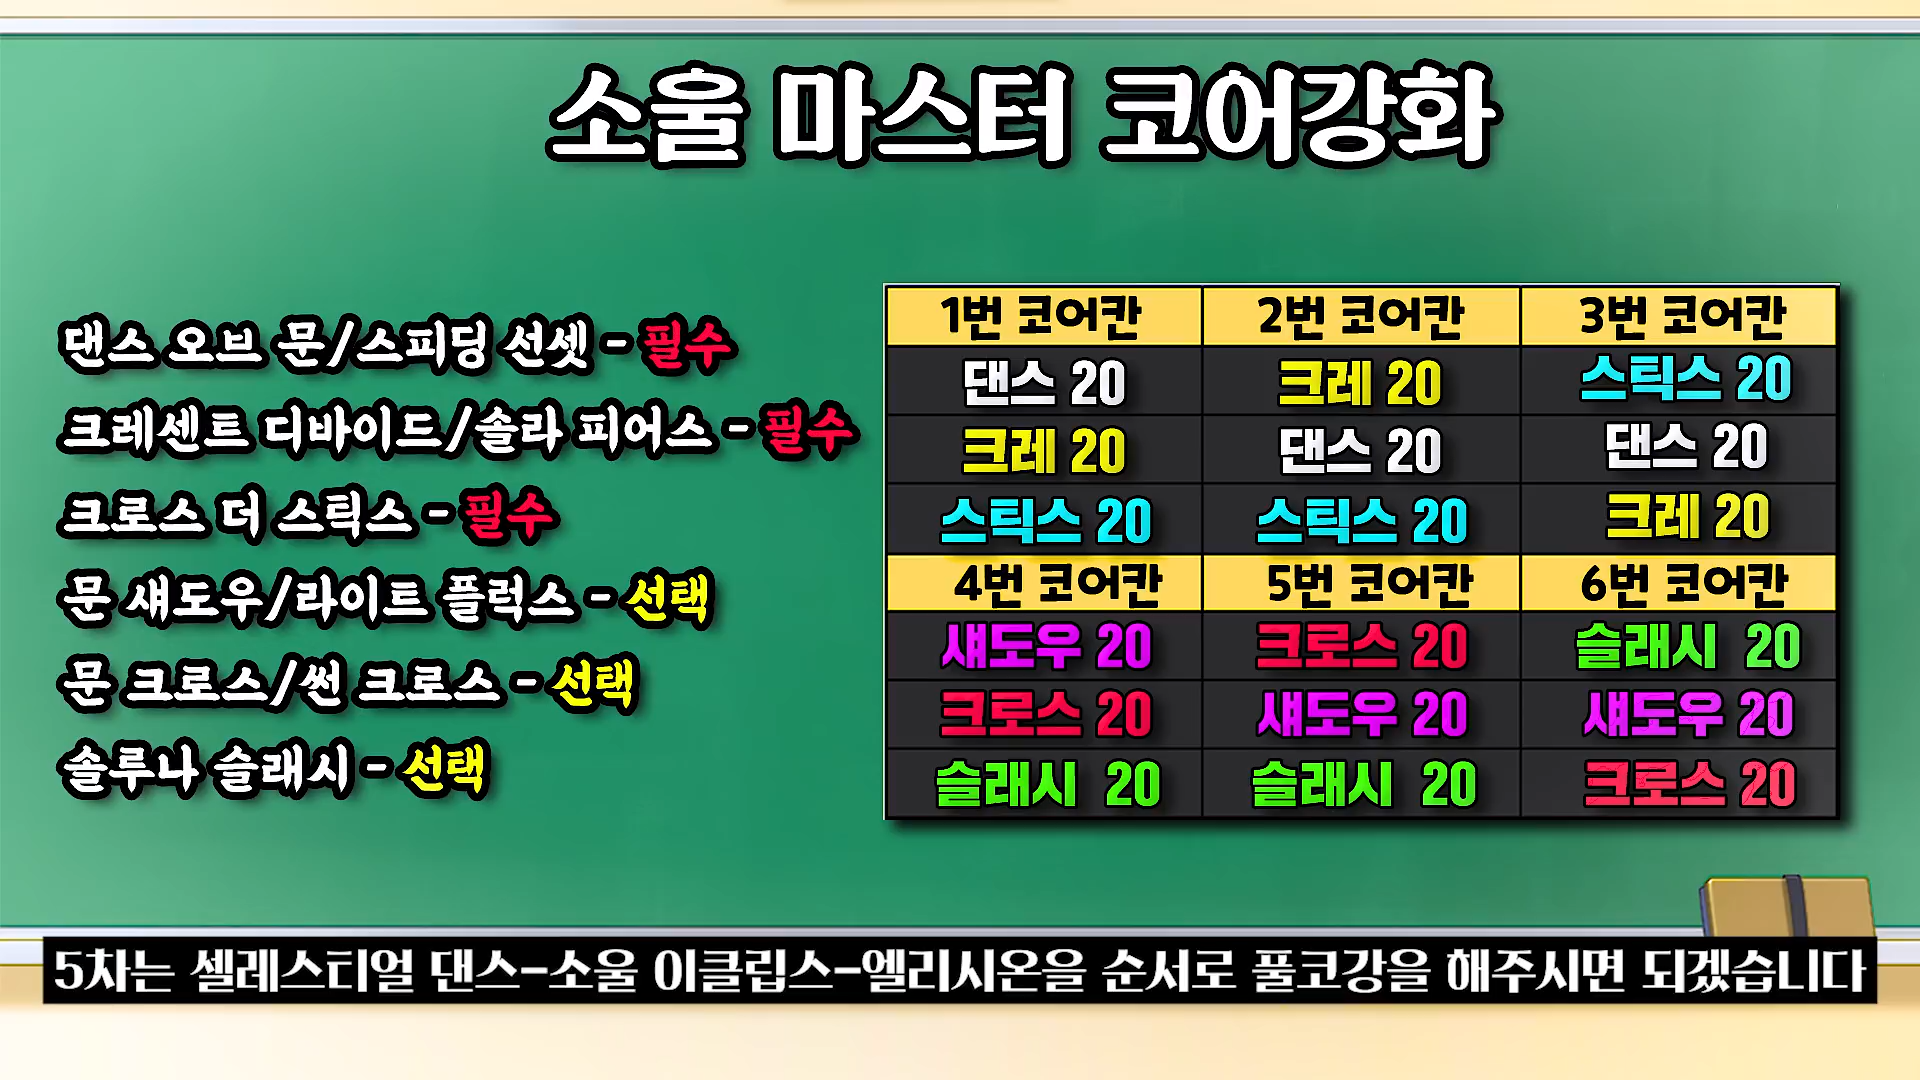 소울 마스터 코어강화
댄스 오브 문/스피딩 선셋 - 필수
크레센트 디바이드/솔라 피어스 - 필수
크로스 더 스틱스 - 필수
문 섀도우/라이트 플럭스 - 선택
문 크로스/썬 크로스 - 선택
솔루나 슬래시 - 선택
1번 코어칸 2번 코어칸 3번 코어칸
댄스 20 크레 20 스틱스 20
크레 20 댄스 20 댄스 20
스틱스 20 스틱스 20 크레 20
4번 코어칸 5번 코어칸 6번 코어칸
섀도우 20 크로스 20 슬래시 20
크로스 20 섀도우 20 섀도우 20
슬래시 20 슬래시 20 크로스 20
5차는 셀레스티얼 댄스-소울 이클립스-엘리시온을 순서로 풀코강을 해주시면 되겠습니다